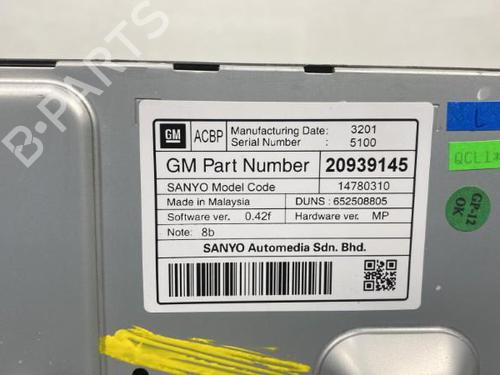 B-PARTS
GM
ACBP
Manufacturing Date: 3201
Serial Number : 5100
GM Part Number 20939145
SANYO Model Code 14780310
Made in Malaysia DUNS : 652508805
Software ver. 0.42f Hardware ver. MP
Note: 8b
SANYO Automedia Sdn. Bhd.
GP-12
OK